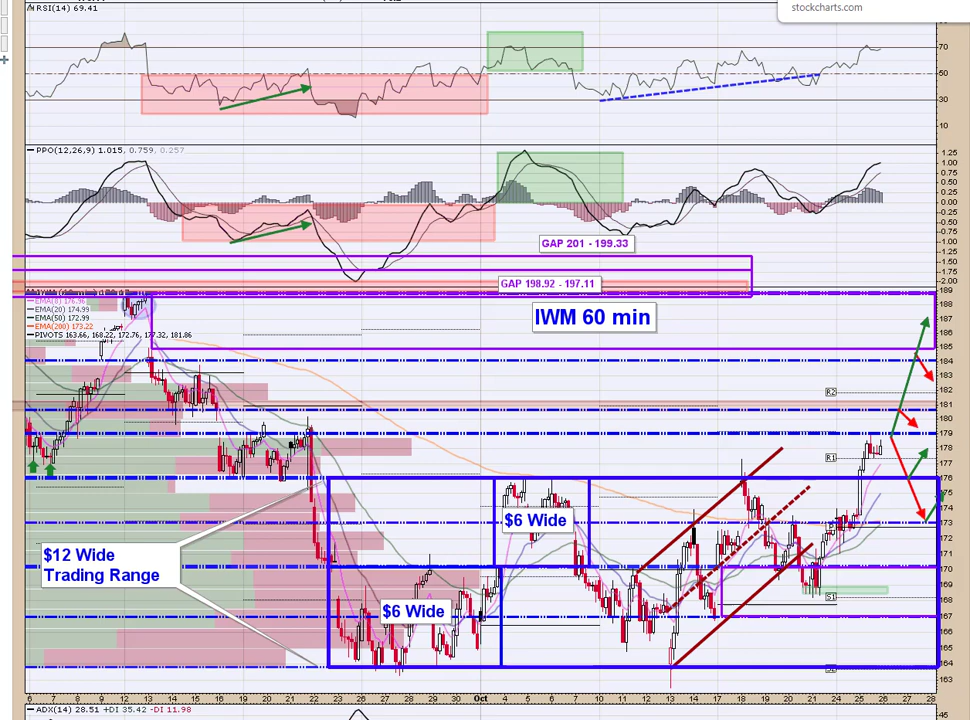 stockcharts.com
RSI(14) 69.41
70
50
30
10
PPO(12,26,9) 1.015, 0.759, 0.257
1.25
1.00
0.75
0.50
0.25
0.00
-0.25
-0.50
-0.75
-1.00
-1.25
-1.50
-1.75
-2.00
GAP 201 - 199.33
GAP 198.92 - 197.11
IWM 60 min
EMA(8) 176.96
EMA(20) 174.99
EMA(50) 172.99
EMA(200) 173.22
PIVOTS 163.66, 168.22, 172.76, 177.32, 181.86
188
187
186
185
184
183
182
181
180
179
178
177
176
175
174
173
172
171
170
169
168
167
166
165
164
163
R2
R1
P
S1
$6 Wide
$12 Wide
Trading Range
$6 Wide
6 7 8 9 12 13 14 15 16 19 20 21 22 23 26 27 28 29 30 Oct 4 5 6 7 10 11 12 13 14 17 18 19 20 21 24 25 26 27 28
ADX(14) 28.51 +DI 35.42 -DI 11.98
45